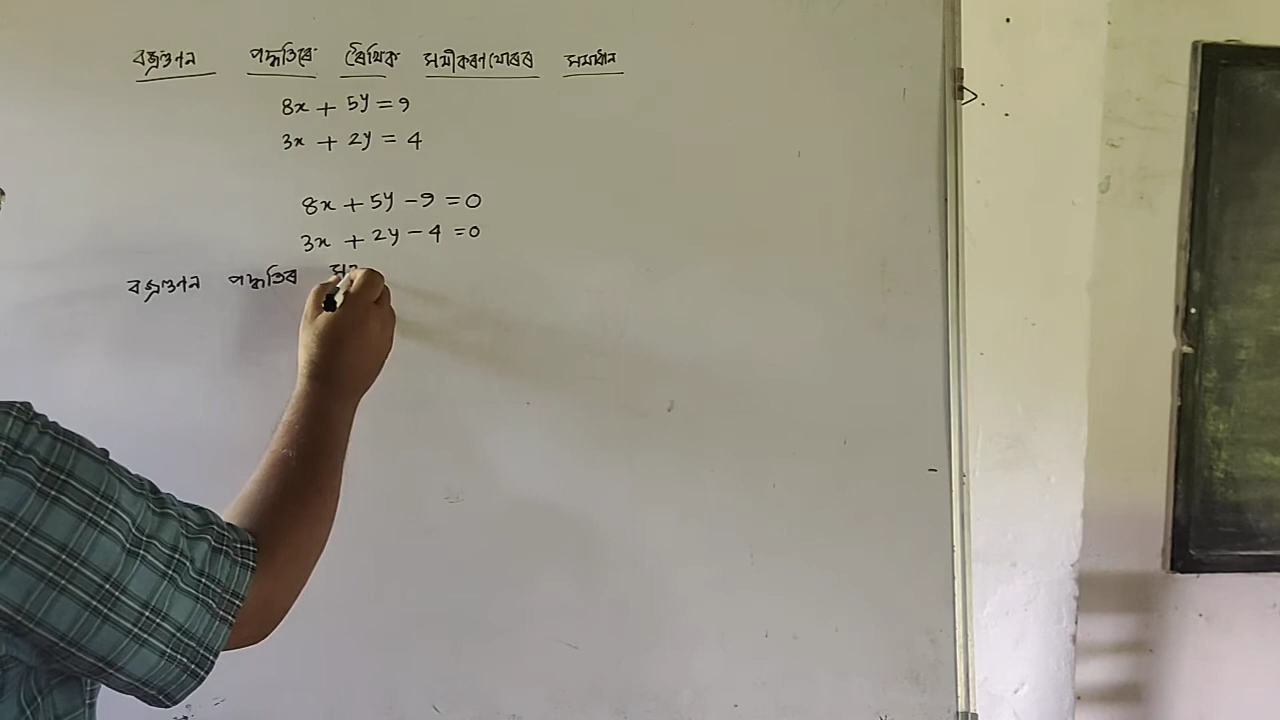 বজ্ৰগুণন পদ্ধতিৰে ৰৈখিক সমীকৰণযোৰৰ সমাধান
8x + 5y = 9
3x + 2y = 4
8x + 5y - 9 = 0
3x + 2y - 4 = 0
বজ্ৰগুণন পদ্ধতিৰ